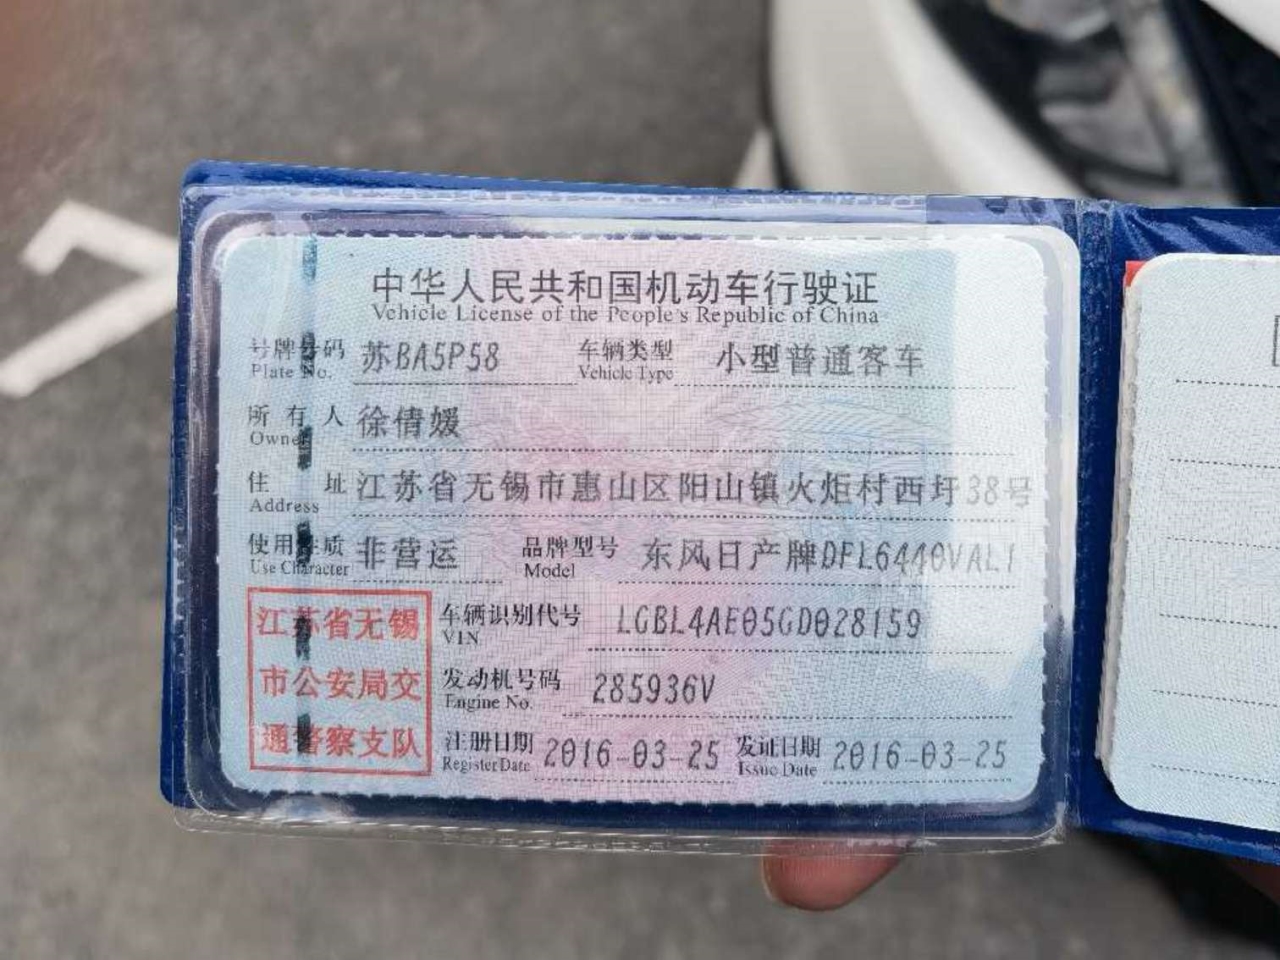 中华人民共和国机动车行驶证
Vehicle License of the People's Republic of China
号牌号码 苏BA5P58 车辆类型 小型普通客车
Plate No. Vehicle Type
所有人 徐倩媛
Owner
住址 江苏省无锡市惠山区阳山镇火炬村西圩38号
Address
使用性质 非营运 品牌型号 东风日产牌DFL6440VAL1
Use Character Model
江苏省无锡
市公安局交
通警察支队
车辆识别代号 LGBL4AE05GD028159
VIN
发动机号码 285936V
Engine No.
注册日期 2016-03-25 发证日期 2016-03-25
Register Date Issue Date